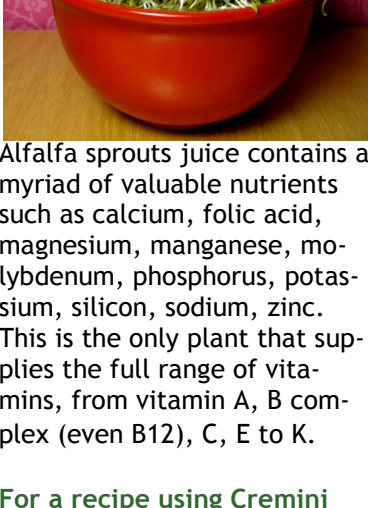 Alfalfa sprouts juice contains a
myriad of valuable nutrients
such as calcium, folic acid,
magnesium, manganese, mo-
lybdenum, phosphorus, potas-
sium, silicon, sodium, zinc.
This is the only plant that sup-
plies the full range of vita-
mins, from vitamin A, B com-
plex (even B12), C, E to K.
For a recipe using Cremini